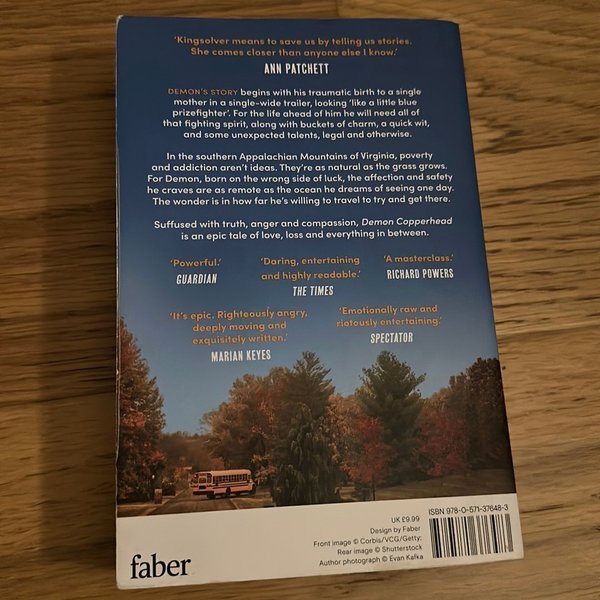 ‘Kingsolver means to save us by telling us stories.
She comes closer than anyone else I know.’
ANN PATCHETT
DEMON'S STORY begins with his traumatic birth to a single
mother in a single-wide trailer, looking ‘like a little blue
prizefighter’. For the life ahead of him he will need all of
that fighting spirit, along with buckets of charm, a quick wit,
and some unexpected talents, legal and otherwise.
In the southern Appalachian Mountains of Virginia, poverty
and addiction aren't ideas. They're as natural as the grass grows.
For Demon, born on the wrong side of luck, the affection and safety
he craves are as remote as the ocean he dreams of seeing one day.
The wonder is in how far he's willing to travel to try and get there.
Suffused with truth, anger and compassion, Demon Copperhead
is an epic tale of love, loss and everything in between.
‘Powerful.’
GUARDIAN
‘Daring, entertaining
and highly readable.’
THE TIMES
‘A masterclass.’
RICHARD POWERS
‘It's epic. Righteously angry,
deeply moving and
exquisitely written.’
MARIAN KEYES
‘Emotionally raw and
riotously entertaining.’
SPECTATOR
ISBN 978-0-571-37648-3
UK £9.99
Design by Faber
Front image © Corbis/VCG/Getty:
Rear image © Shutterstock
Author photograph © Evan Kafka
faber